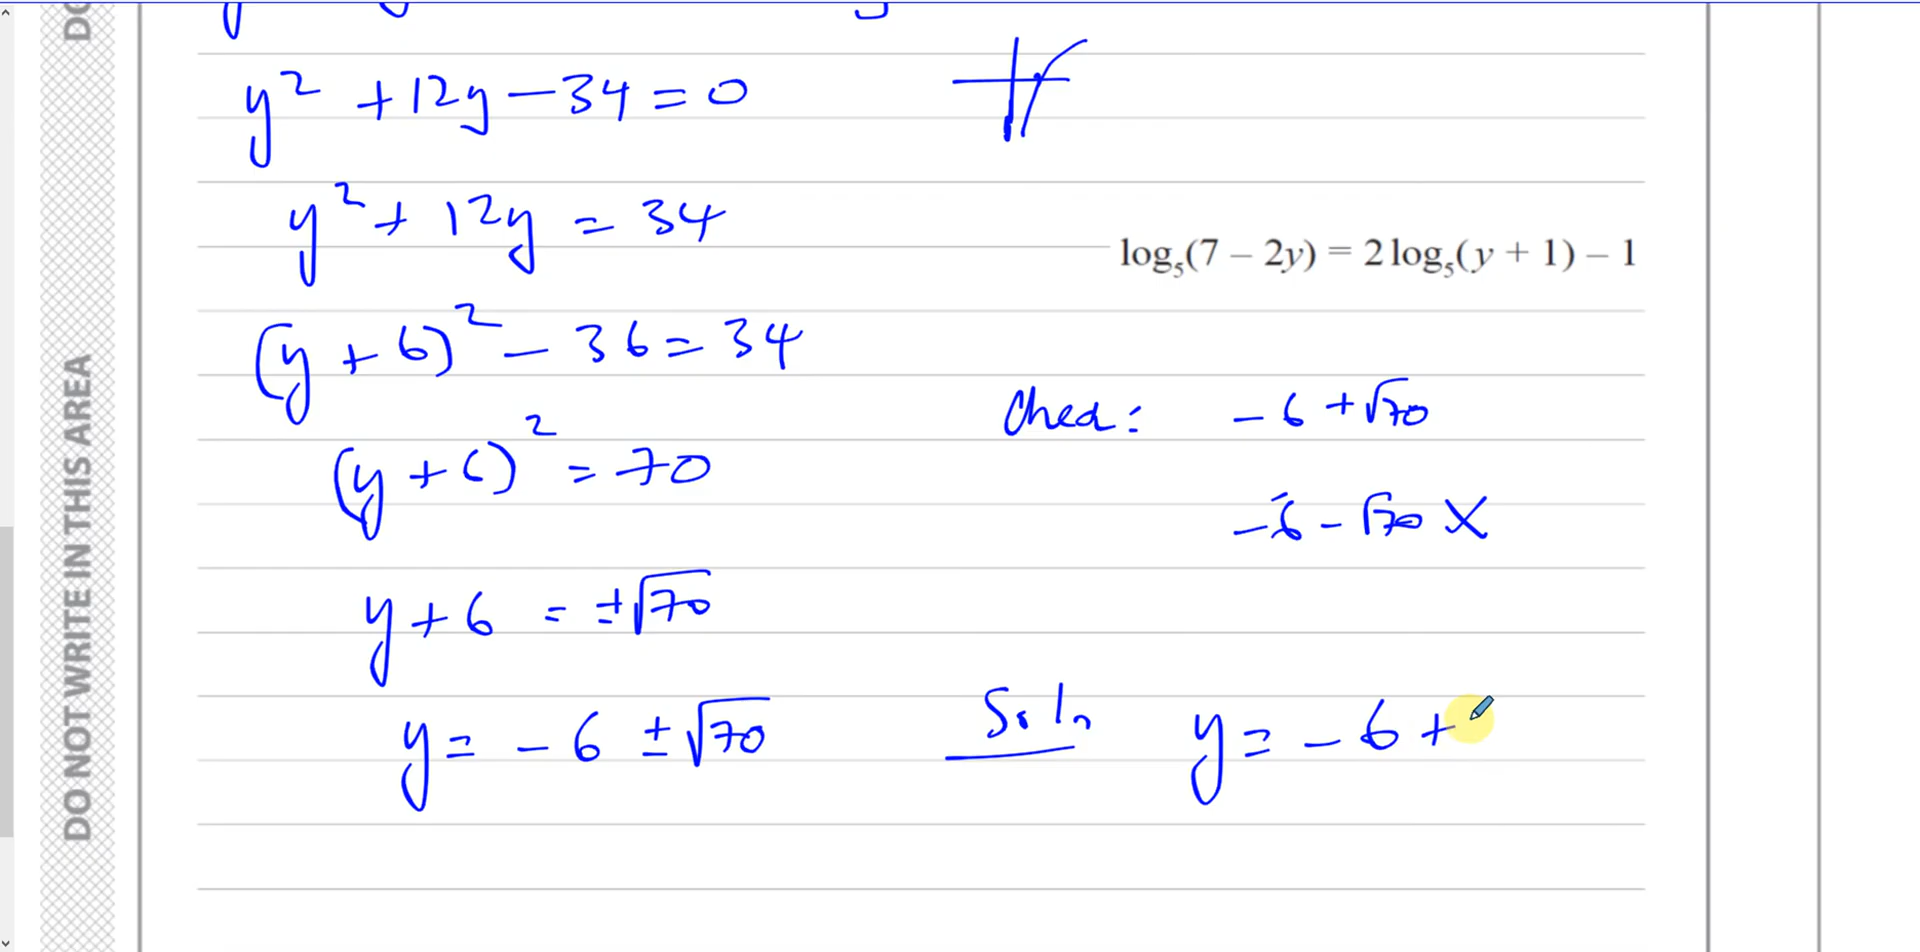 DO NOT WRITE IN THIS AREA
y² + 12y − 34 = 0
y² + 12y = 34
log₅(7 − 2y) = 2 log₅(y + 1) − 1
(y + 6)² − 36 = 34
(y + 6)² = 70
Check: −6 + √70
−6 − √70 ×
y + 6 = ±√70
y = −6 ± √70
Soln y = −6 +